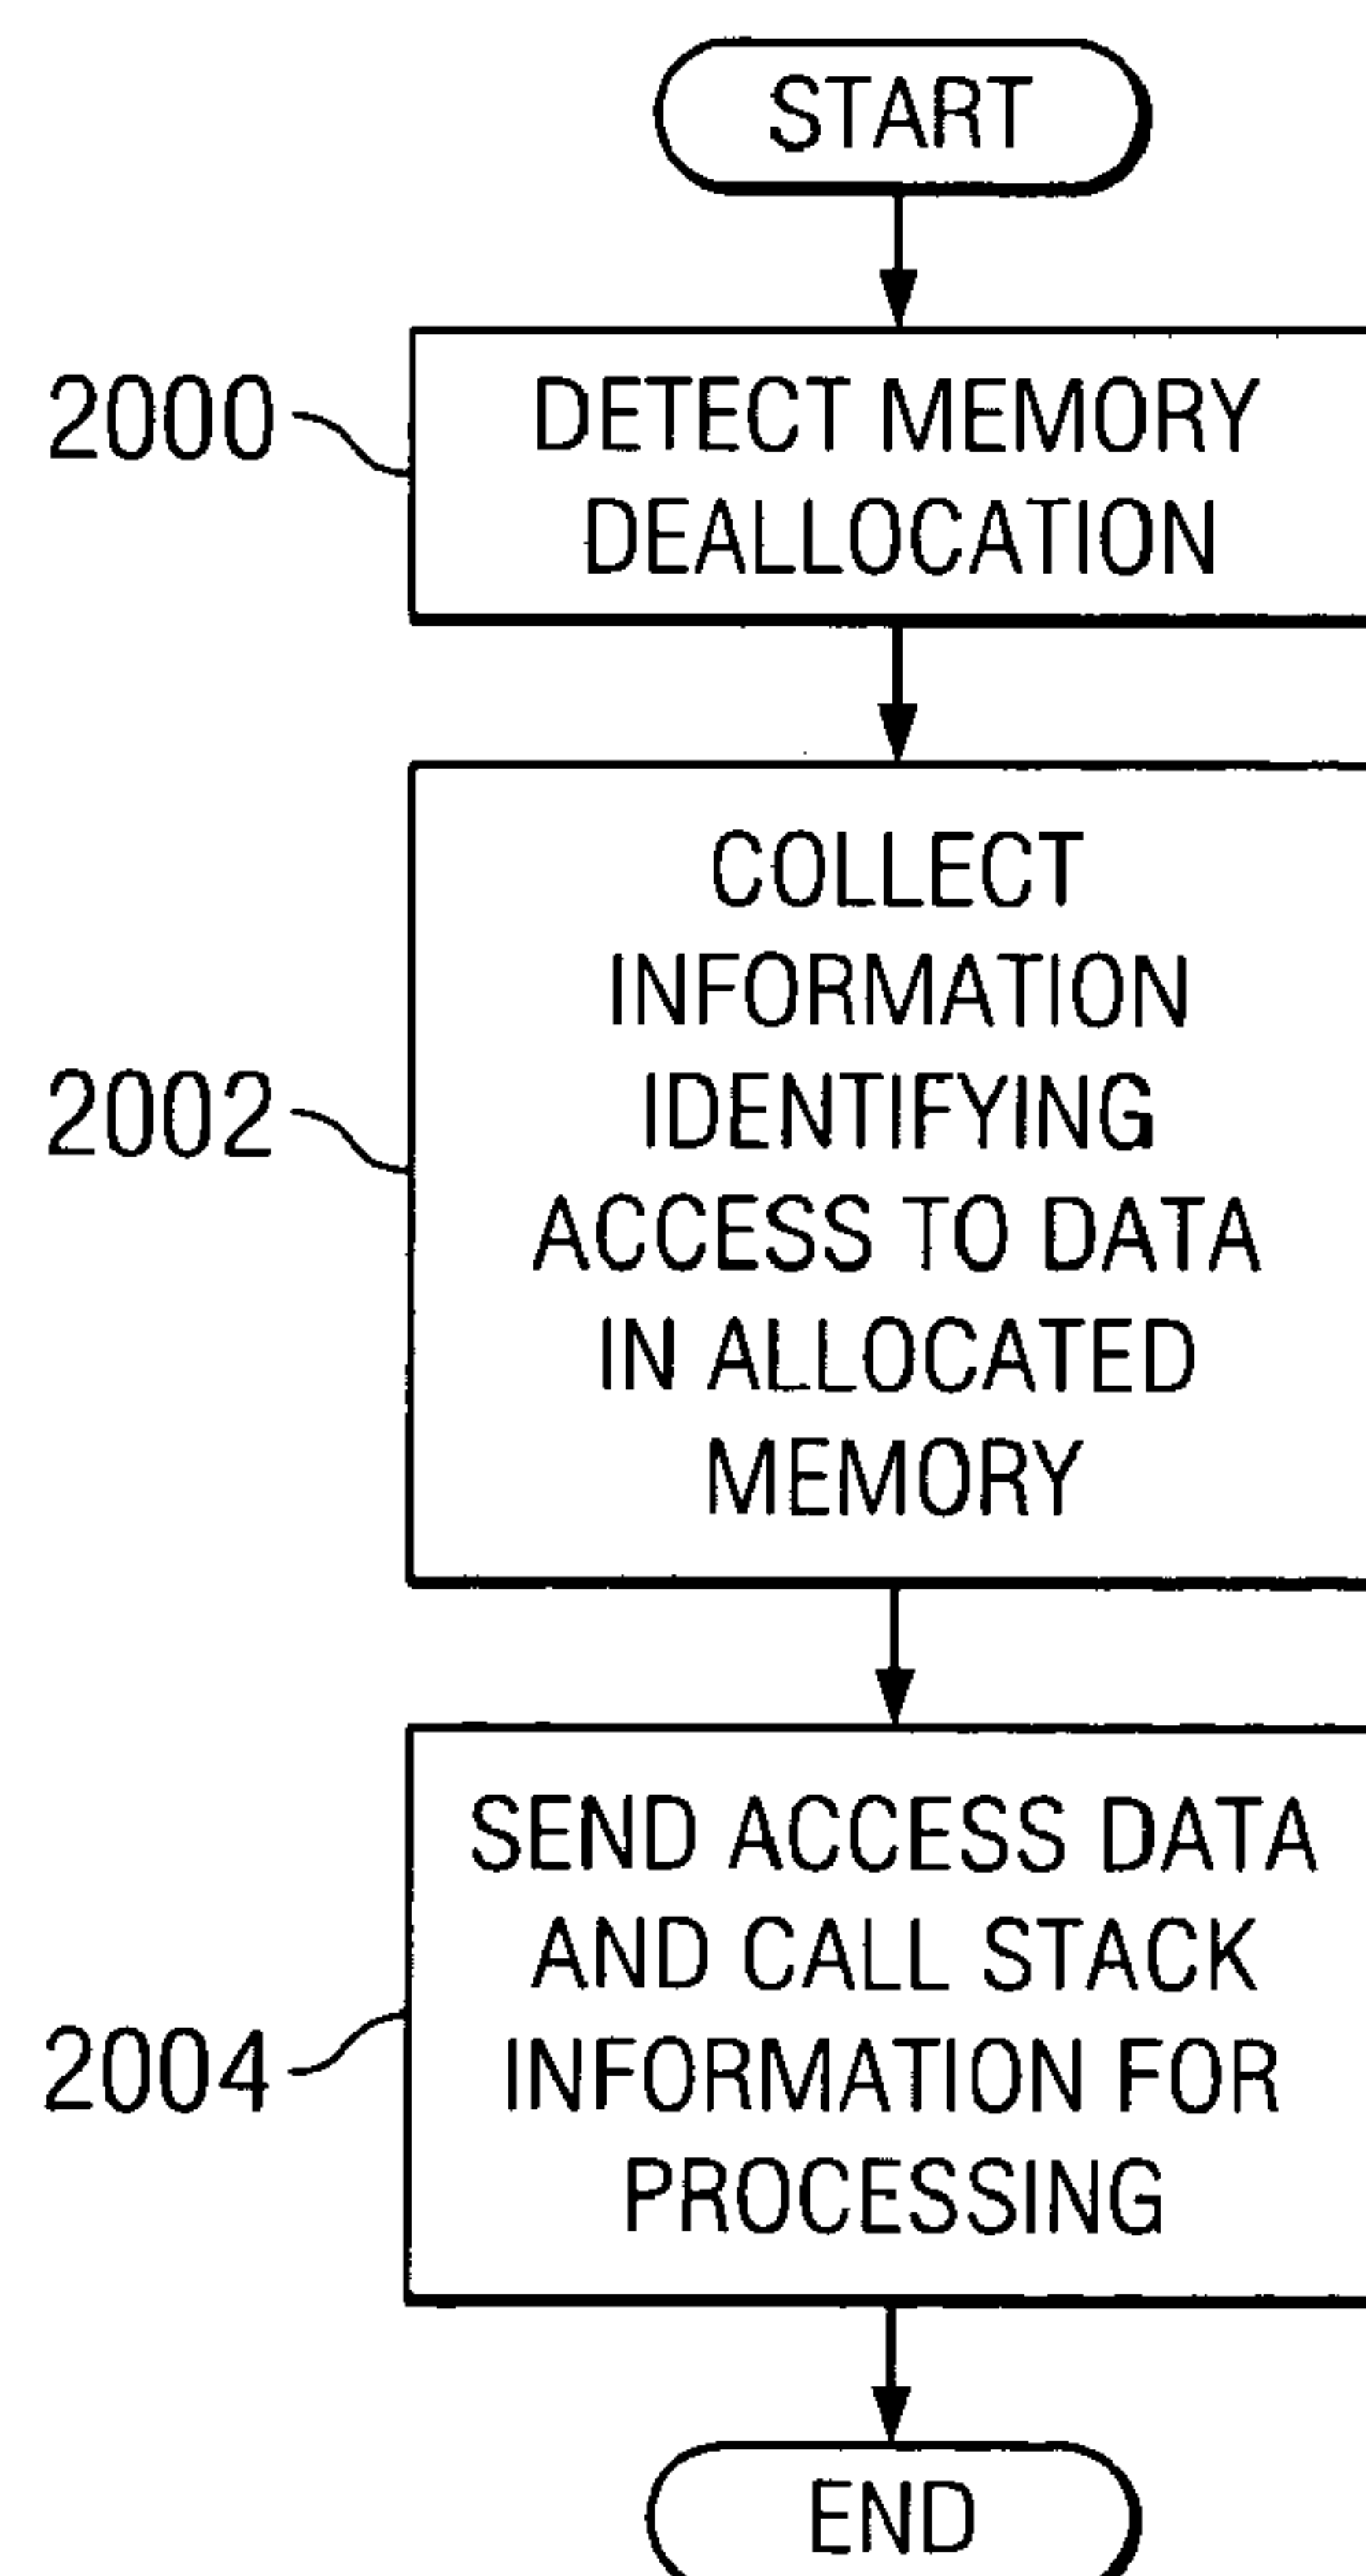 START
2000
DETECT MEMORY
DEALLOCATION
2002
COLLECT
INFORMATION
IDENTIFYING
ACCESS TO DATA
IN ALLOCATED
MEMORY
2004
SEND ACCESS DATA
AND CALL STACK
INFORMATION FOR
PROCESSING
END